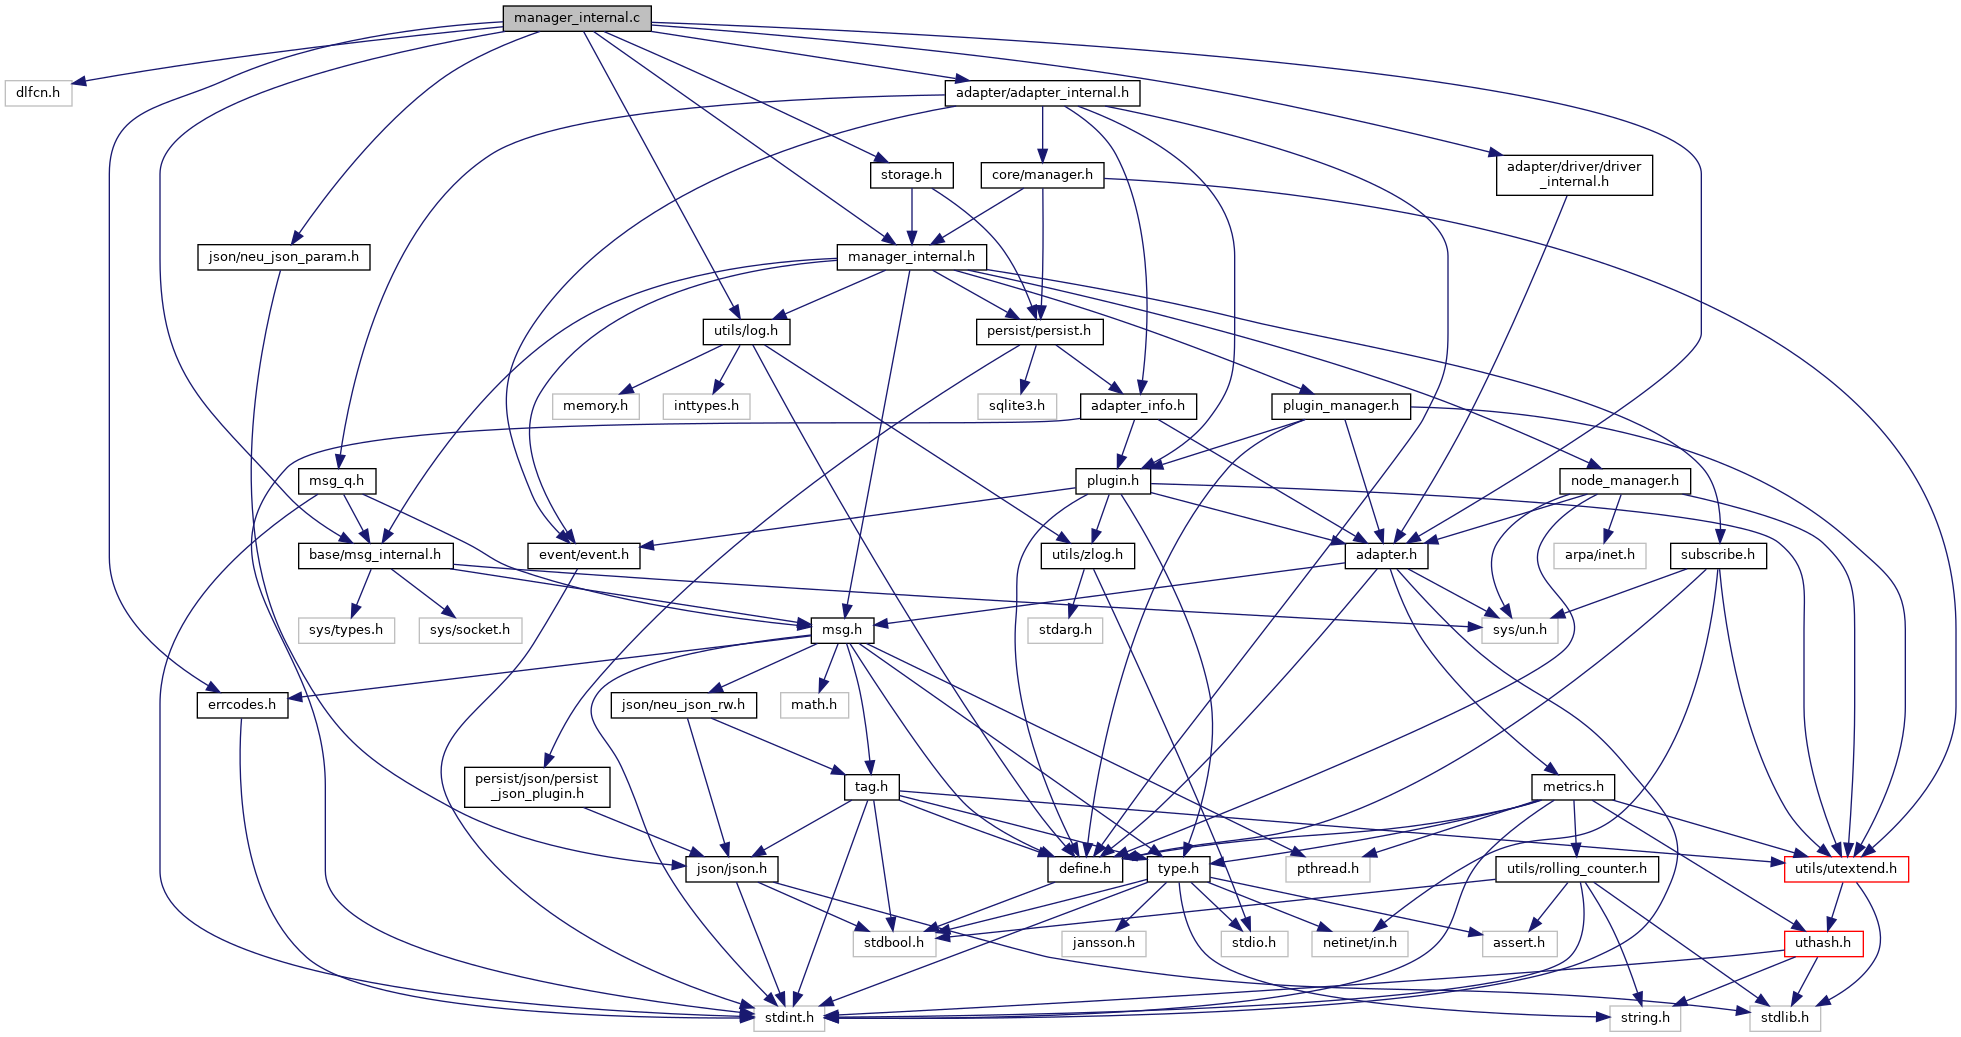 manager_internal.c
dlfcn.h
adapter/adapter_internal.h
storage.h
core/manager.h
adapter/driver/driver
_internal.h
json/neu_json_param.h
manager_internal.h
utils/log.h
persist/persist.h
memory.h
inttypes.h
sqlite3.h
adapter_info.h
plugin_manager.h
msg_q.h
plugin.h
node_manager.h
base/msg_internal.h
event/event.h
utils/zlog.h
adapter.h
arpa/inet.h
subscribe.h
sys/types.h
sys/socket.h
msg.h
stdarg.h
sys/un.h
errcodes.h
json/neu_json_rw.h
math.h
persist/json/persist
_json_plugin.h
tag.h
metrics.h
json/json.h
define.h
type.h
pthread.h
utils/rolling_counter.h
utils/utextend.h
stdbool.h
jansson.h
stdio.h
netinet/in.h
assert.h
uthash.h
stdint.h
string.h
stdlib.h